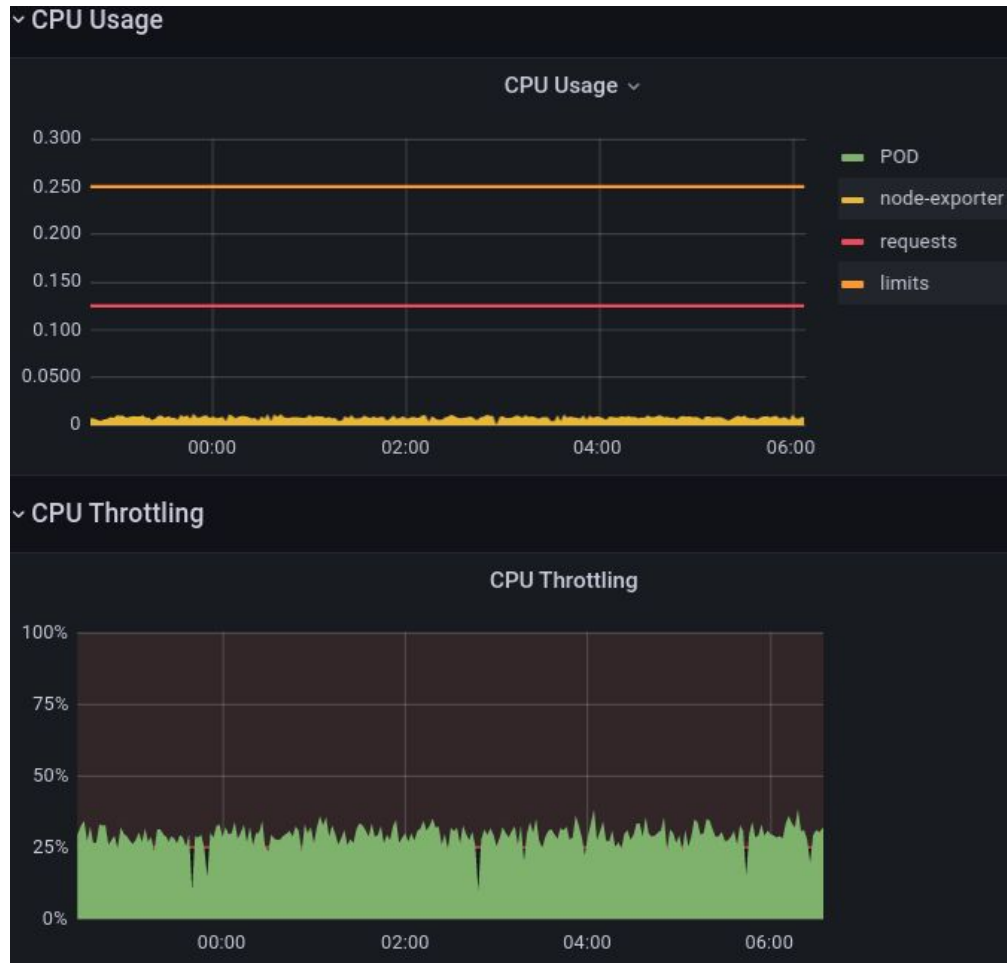 CPU Usage
CPU Usage
0.300
0.250
0.200
0.150
0.100
0.0500
0
00:00 02:00 04:00 06:00
POD
node-exporter
requests
limits
CPU Throttling
CPU Throttling
100%
75%
50%
25%
0%
00:00 02:00 04:00 06:00